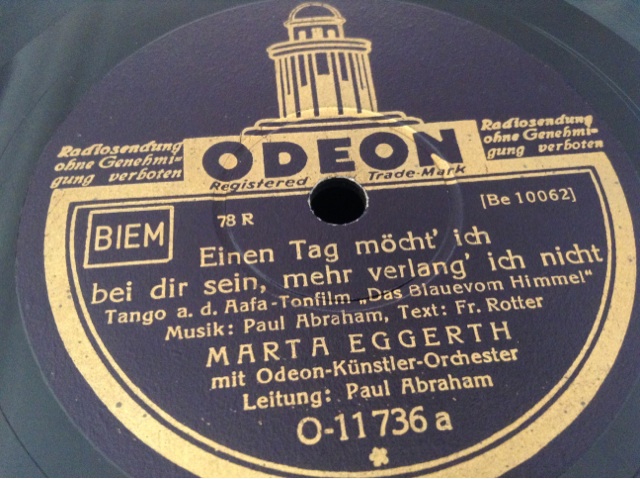 Radiosendung
ohne Genehmi-
gung verboten
ODEON
Registered Trade-Mark
Radiosendung
ohne Genehmi-
gung verboten
BIEM
78 R
[Be 10062]
Einen Tag möcht' ich
bei dir sein, mehr verlang' ich nicht
Tango a. d. Aafa-Tonfilm „Das Blauevom Himmel"
Musik: Paul Abraham, Text: Fr. Rotter
MARTA EGGERTH
mit Odeon-Künstler-Orchester
Leitung: Paul Abraham
O-11736 a